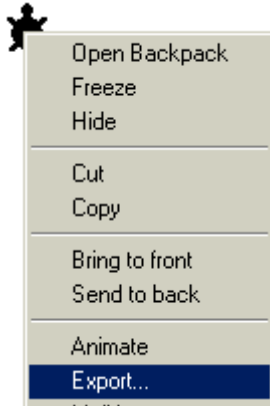 Open Backpack
Freeze
Hide
Cut
Copy
Bring to front
Send to back
Animate
Export...